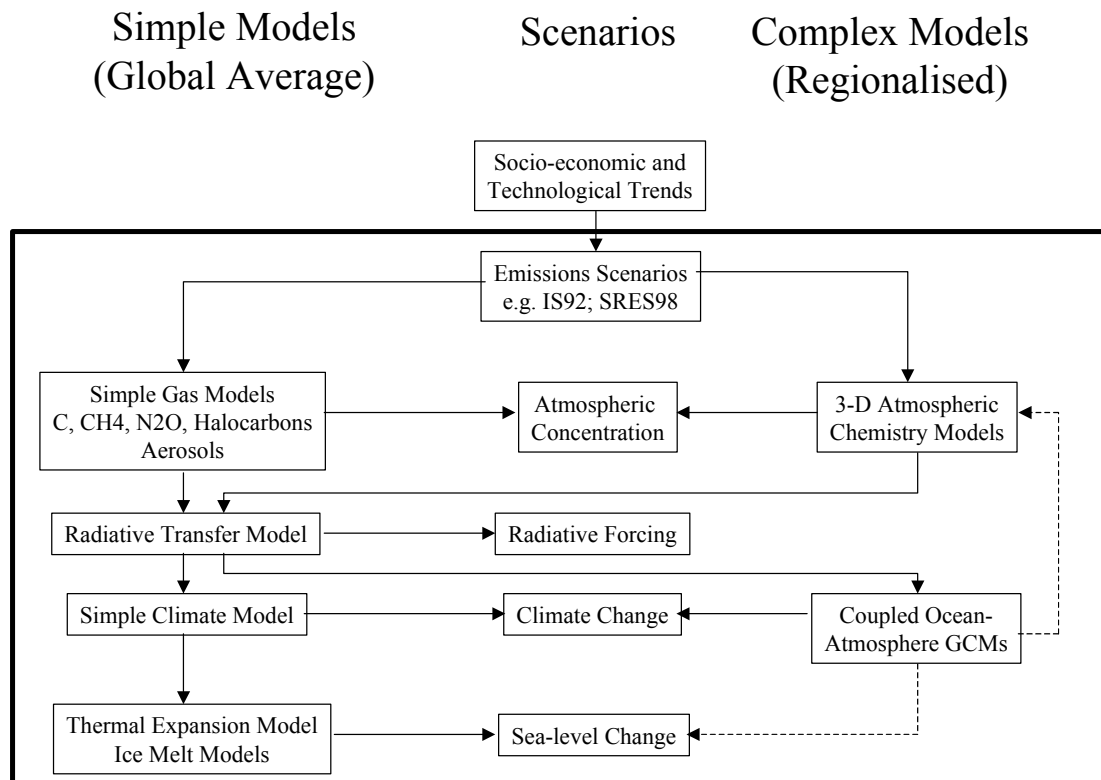 Simple Models
(Global Average)
Scenarios
Complex Models
(Regionalised)
Socio-economic and
Technological Trends
Emissions Scenarios
e.g. IS92; SRES98
Simple Gas Models
C, CH4, N2O, Halocarbons
Aerosols
Atmospheric
Concentration
3-D Atmospheric
Chemistry Models
Radiative Transfer Model
Radiative Forcing
Simple Climate Model
Climate Change
Coupled Ocean-
Atmosphere GCMs
Thermal Expansion Model
Ice Melt Models
Sea-level Change